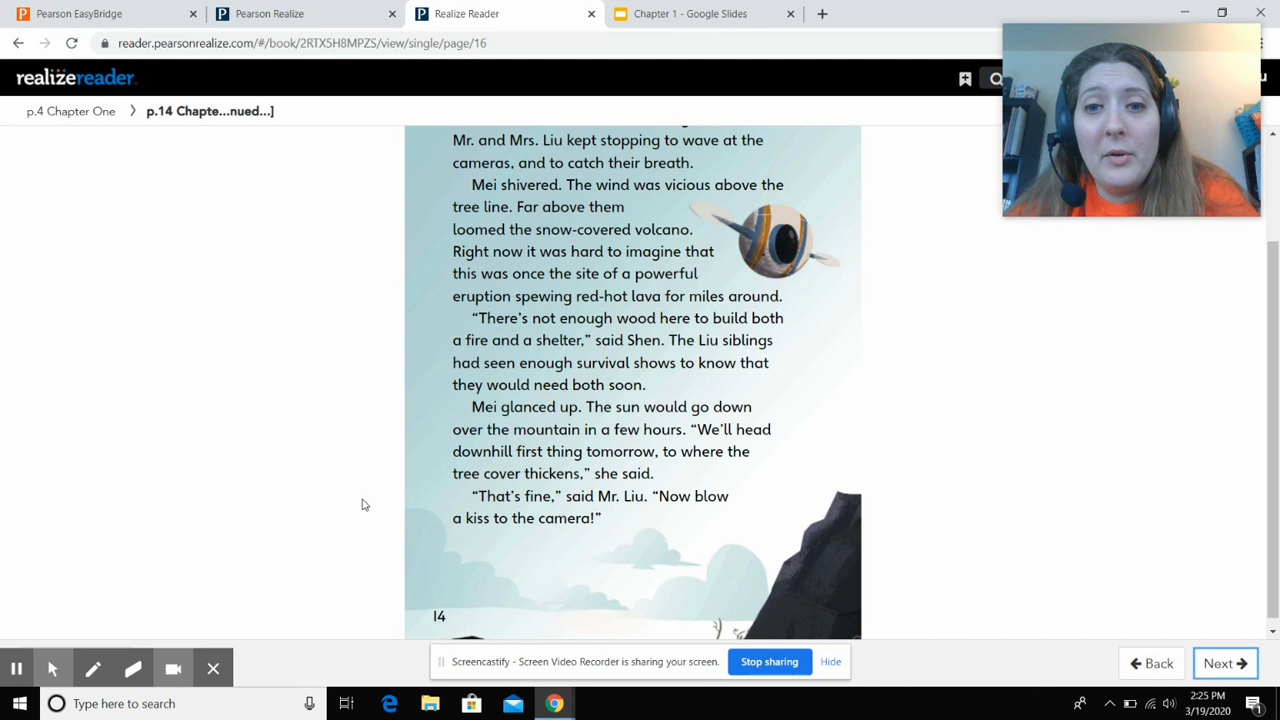 Pearson EasyBridge
Pearson Realize
Realize Reader
Chapter 1 - Google Slides
reader.pearsonrealize.com/#/book/2RTX5H8MPZS/view/single/page/16
realizereader
p.4 Chapter One
p.14 Chapte...nued...]
Mr. and Mrs. Liu kept stopping to wave at the
cameras, and to catch their breath.
Mei shivered. The wind was vicious above the
tree line. Far above them
loomed the snow-covered volcano.
Right now it was hard to imagine that
this was once the site of a powerful
eruption spewing red-hot lava for miles around.
“There’s not enough wood here to build both
a fire and a shelter,” said Shen. The Liu siblings
had seen enough survival shows to know that
they would need both soon.
Mei glanced up. The sun would go down
over the mountain in a few hours. “We’ll head
downhill first thing tomorrow, to where the
tree cover thickens,” she said.
“That’s fine,” said Mr. Liu. “Now blow
a kiss to the camera!”
14
Screencastify - Screen Video Recorder is sharing your screen.
Stop sharing
Hide
Back
Next
Type here to search
2:25 PM
3/19/2020
1